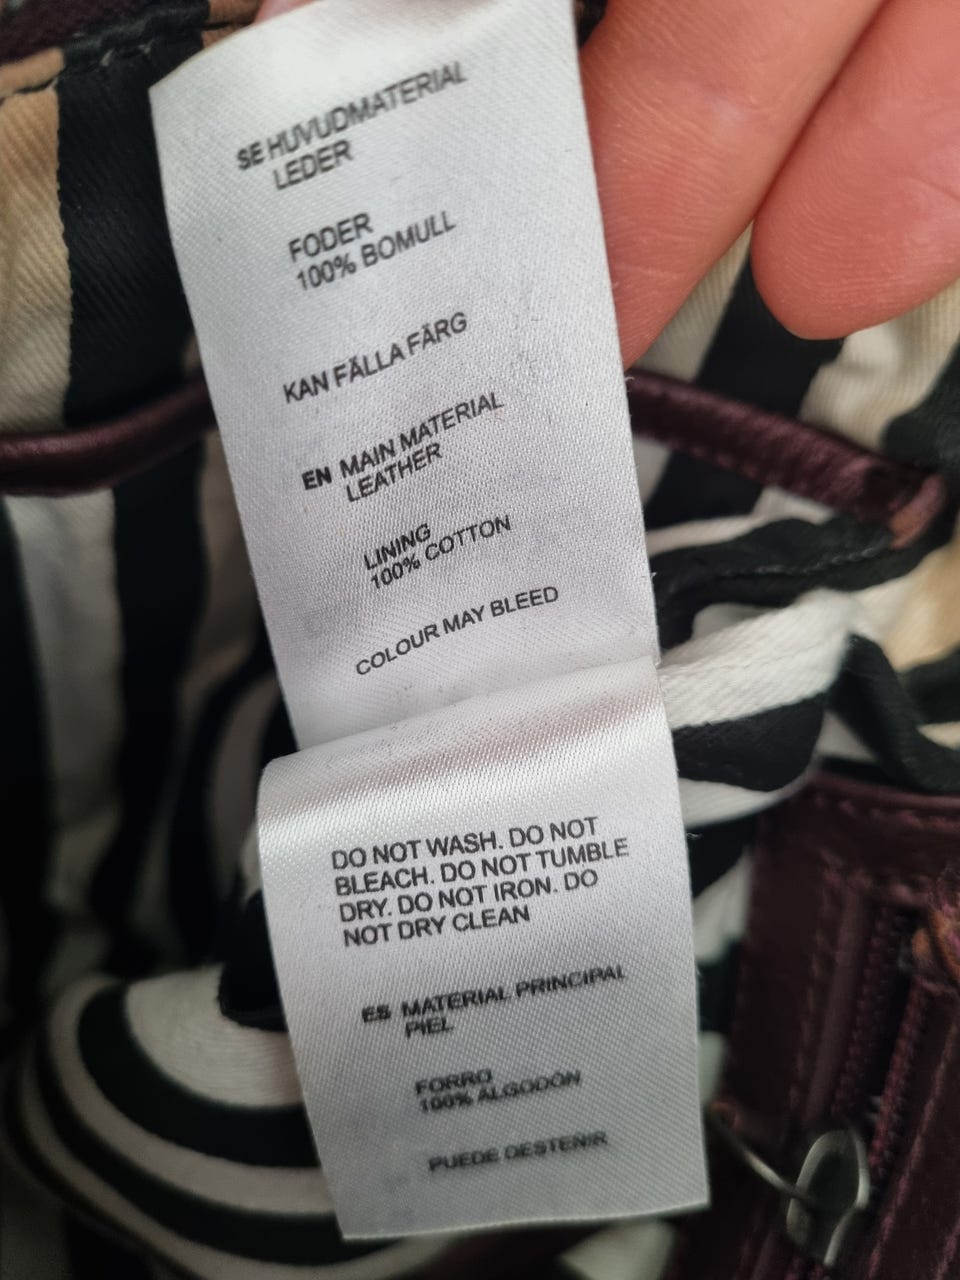 SE HUVUDMATERIAL
LEDER
FODER
100% BOMULL
KAN FÄLLA FÄRG
EN MAIN MATERIAL
LEATHER
LINING
100% COTTON
COLOUR MAY BLEED
DO NOT WASH. DO NOT
BLEACH. DO NOT TUMBLE
DRY. DO NOT IRON. DO
NOT DRY CLEAN
ES MATERIAL PRINCIPAL
PIEL
FORRO
100% ALGODÓN
PUEDE DESTEÑIR